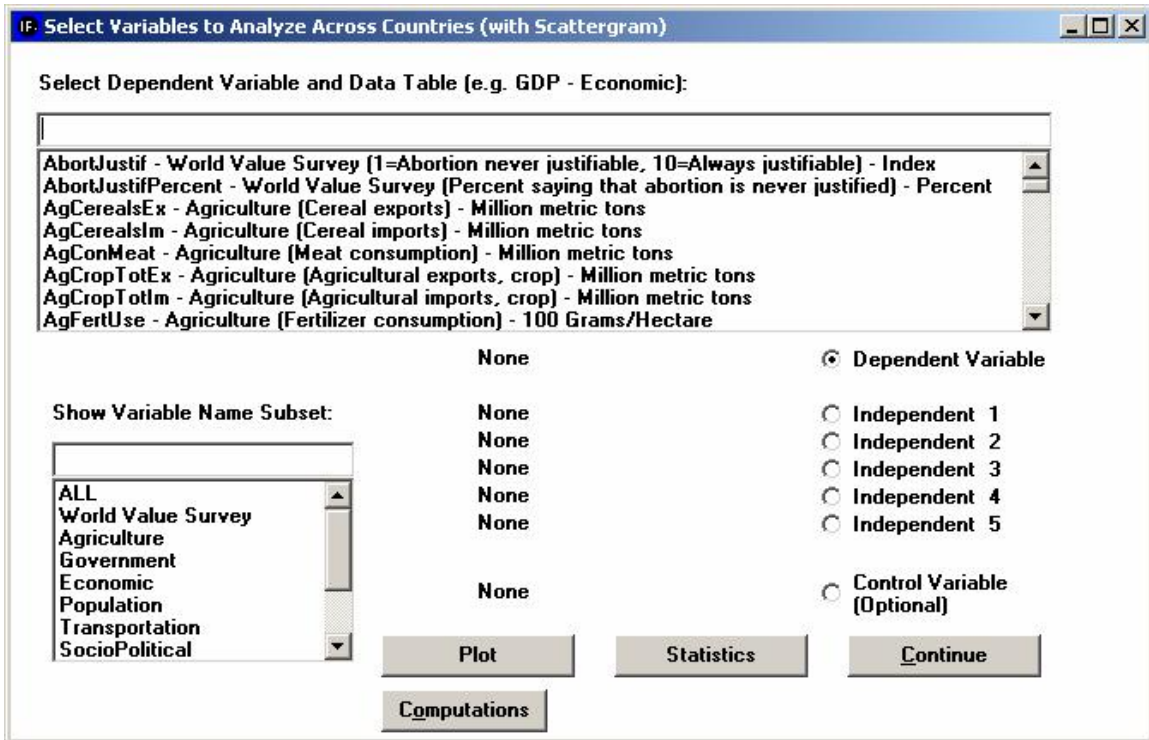 IF. Select Variables to Analyze Across Countries (with Scattergram)
Select Dependent Variable and Data Table (e.g. GDP - Economic):
AbortJustif - World Value Survey (1=Abortion never justifiable, 10=Always justifiable) - Index
AbortJustifPercent - World Value Survey (Percent saying that abortion is never justified) - Percent
AgCerealsEx - Agriculture (Cereal exports) - Million metric tons
AgCerealsIm - Agriculture (Cereal imports) - Million metric tons
AgConMeat - Agriculture (Meat consumption) - Million metric tons
AgCropTotEx - Agriculture (Agricultural exports, crop) - Million metric tons
AgCropTotIm - Agriculture (Agricultural imports, crop) - Million metric tons
AgFertUse - Agriculture (Fertilizer consumption) - 100 Grams/Hectare
None Dependent Variable
Show Variable Name Subset:
None Independent 1
None Independent 2
None Independent 3
None Independent 4
None Independent 5
ALL
World Value Survey
Agriculture
Government
Economic
Population
Transportation
SocioPolitical
None Control Variable
(Optional)
Plot Statistics Continue
Computations